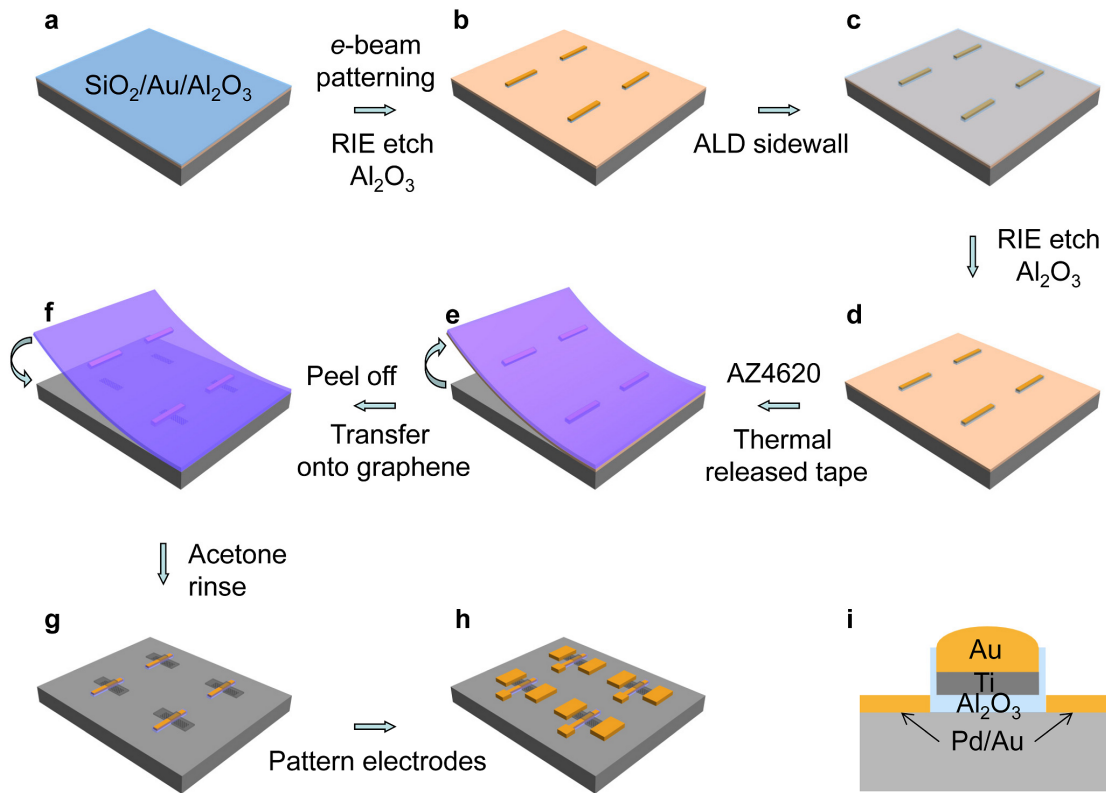 a
SiO₂/Au/Al₂O₃
e-beam
patterning
RIE etch
Al₂O₃
b
ALD sidewall
c
RIE etch
Al₂O₃
d
AZ4620
Thermal
released tape
e
Peel off
Transfer
onto graphene
f
Acetone
rinse
g
Pattern electrodes
h
i
Au
Ti
Al₂O₃
Pd/Au